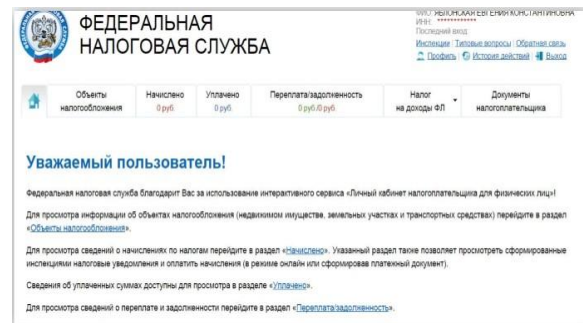 ФЕДЕРАЛЬНАЯ
НАЛОГОВАЯ СЛУЖБА
ФИО: ЯБЛОНСКАЯ ЕВГЕНИЯ КОНСТАНТИНОВНА
ИНН: ************
Последний вход:
Инспекции | Типовые вопросы | Обратная связь
Профиль | История действий | Выход
Объекты налогообложения
Начислено 0 руб.
Уплачено 0 руб.
Переплата/задолженность 0 руб./0 руб.
Налог на доходы ФЛ
Документы налогоплательщика
Уважаемый пользователь!
Федеральная налоговая служба благодарит Вас за использование интерактивного сервиса «Личный кабинет налогоплательщика для физических лиц»!
Для просмотра информации об объектах налогообложения (недвижимом имуществе, земельных участках и транспортных средствах) перейдите в раздел
«Объекты налогообложения».
Для просмотра сведений о начислениях по налогам перейдите в раздел «Начислено». Указанный раздел также позволяет просмотреть сформированные
инспекциями налоговые уведомления и оплатить начисления (в режиме онлайн или сформировав платежный документ).
Сведения об уплаченных суммах доступны для просмотра в разделе «Уплачено».
Для просмотра сведений о переплате и задолженности перейдите в раздел «Переплата/задолженность».